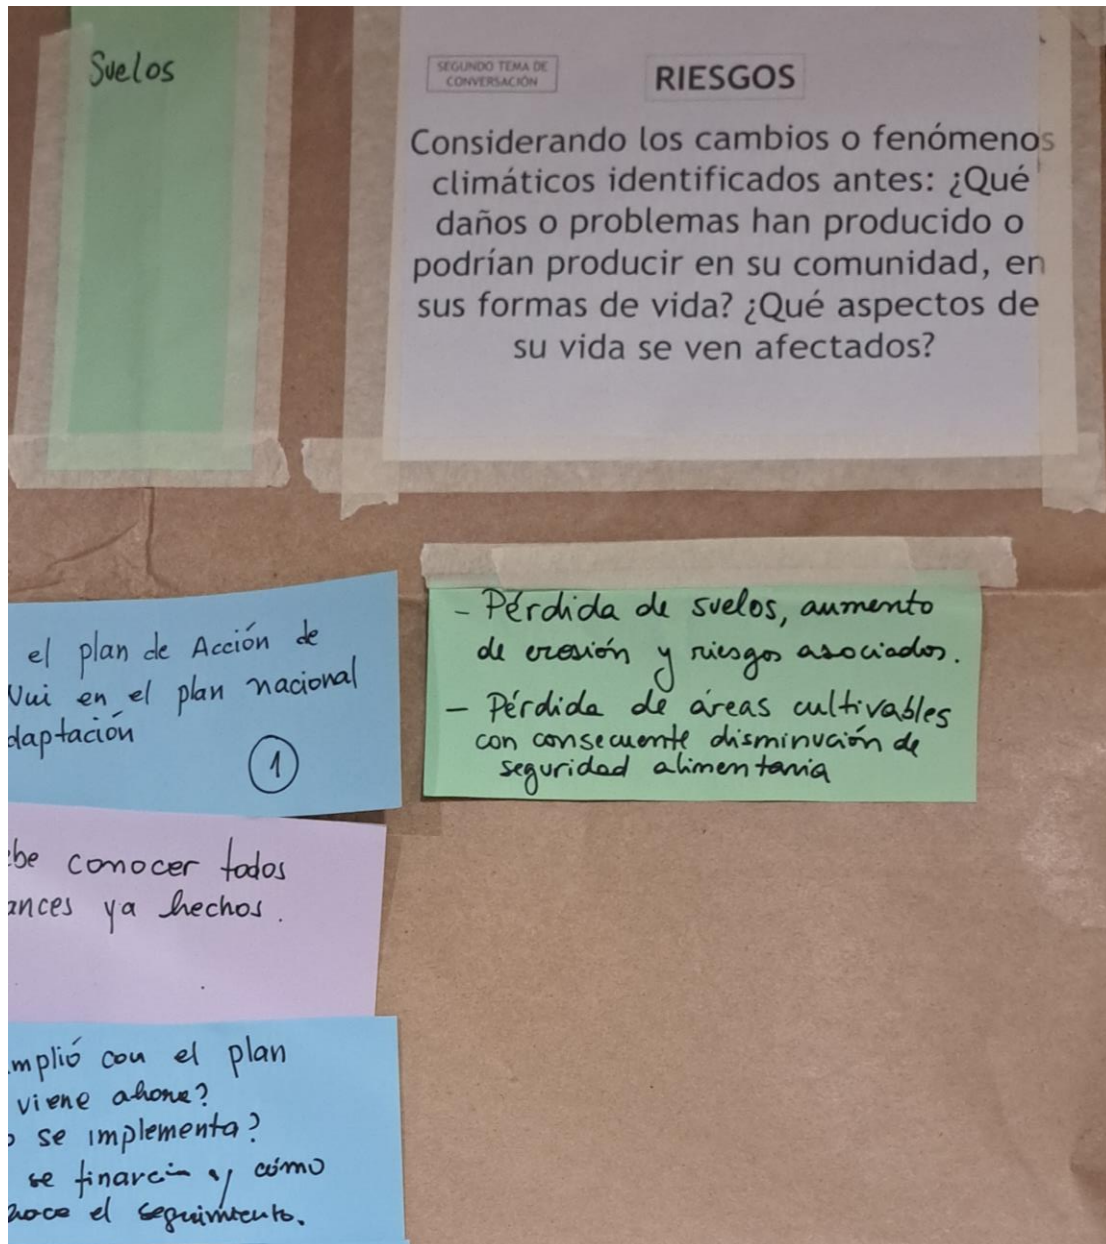 Suelos
SEGUNDO TEMA DE
CONVERSACIÓN
RIESGOS
Considerando los cambios o fenómenos
climáticos identificados antes: ¿Qué
daños o problemas han producido o
podrían producir en su comunidad, en
sus formas de vida? ¿Qué aspectos de
su vida se ven afectados?
- Pérdida de suelos, aumento
de erosión y riesgos asociados.
- Pérdida de áreas cultivables
con consecuente disminución de
seguridad alimentaria
el plan de Acción de
en el plan nacional
daptación
1
be conocer todos
ances ya hechos.
mplió con el plan
viene ahora?
o se implementa?
se y cómo
el seguimiento.